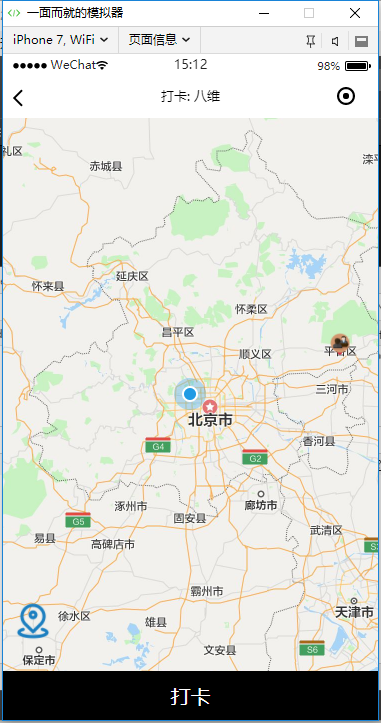 一面而就的模拟器
iPhone 7, WiFi 页面信息
WeChat 15:12 98%
打卡: 八维
礼区
赤城县
滦平
延庆区
怀来县
怀柔区
昌平区
平谷区
顺义区
三河市
北京市
香河县
G4
G2
涿州市
廊坊市
G5
固安县
武清区
易县
高碑店市
霸州市
徐水区
雄县
天津市
保定市
文安县
S6
打卡